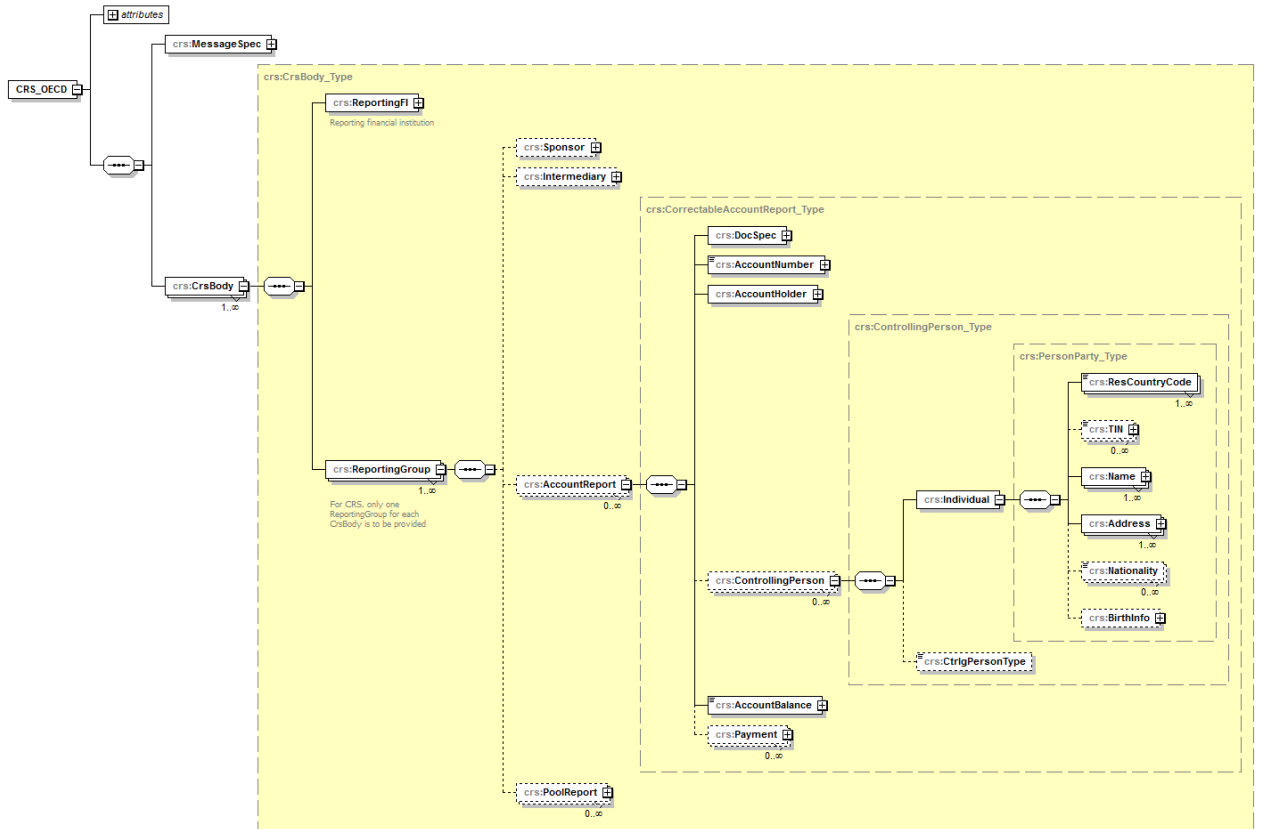 attributes
crs:MessageSpec
CRS_OECD
crs:CrsBody_Type
crs:ReportingFI
Reporting financial institution
crs:Sponsor
crs:Intermediary
crs:CorrectableAccountReport_Type
crs:DocSpec
crs:AccountNumber
crs:AccountHolder
crs:CrsBody
1..∞
crs:ControllingPerson_Type
crs:PersonParty_Type
crs:ResCountryCode
1..∞
crs:TIN
0..∞
crs:ReportingGroup
1..∞
For CRS, only one
ReportingGroup for each
CrsBody is to be provided
crs:AccountReport
0..∞
crs:Name
1..∞
crs:Individual
crs:Address
1..∞
crs:ControllingPerson
0..∞
crs:Nationality
0..∞
crs:BirthInfo
crs:CtrlgPersonType
crs:AccountBalance
crs:Payment
0..∞
crs:PoolReport
0..∞